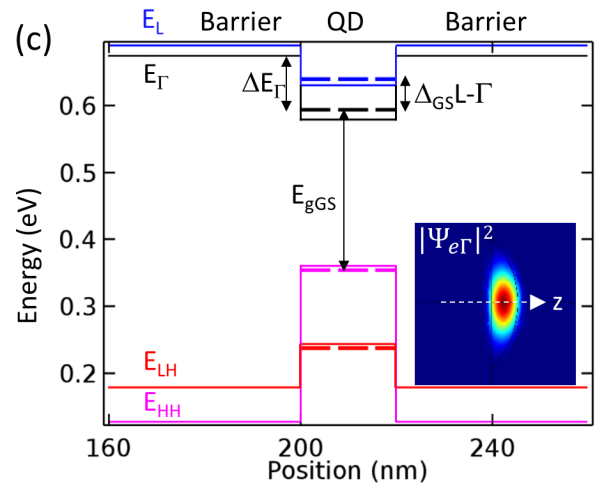 (c)
E_L Barrier QD Barrier
E_Γ
ΔE_Γ
Δ_GS L-Γ
E_gGS
|Ψ_eΓ|²
z
E_LH
E_HH
Energy (eV)
0.6
0.5
0.4
0.3
0.2
160 200 240
Position (nm)